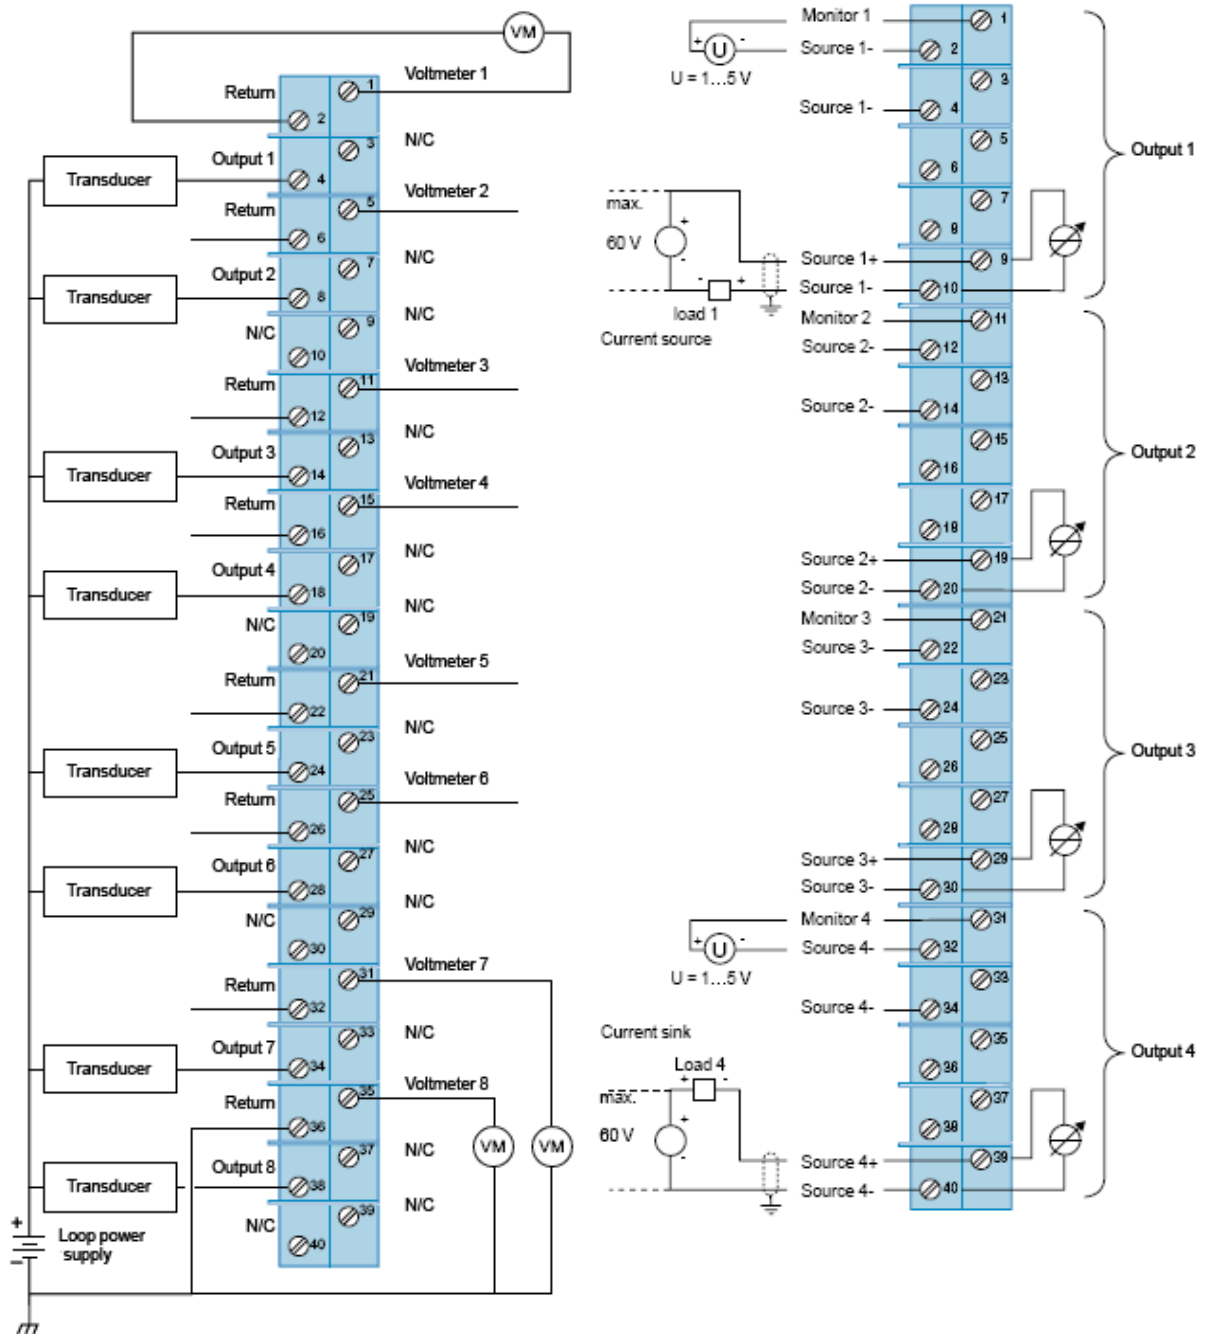 VM
Voltmeter 1
Return
1
2
N/C
3
Output 1
Transducer
4
Voltmeter 2
Return
5
6
N/C
7
Output 2
Transducer
8
N/C
N/C
9
10
Voltmeter 3
Return
11
12
N/C
13
Output 3
Transducer
14
Voltmeter 4
Return
15
16
N/C
17
Output 4
Transducer
18
N/C
N/C
19
20
Voltmeter 5
Return
21
22
N/C
23
Output 5
Transducer
24
Voltmeter 6
Return
25
26
N/C
27
Output 6
Transducer
28
N/C
N/C
29
30
Voltmeter 7
Return
31
32
N/C
33
Output 7
Transducer
34
Voltmeter 8
Return
35
36
VM
VM
N/C
37
Output 8
Transducer
38
N/C
N/C
39
40
+
Loop power
supply
−
Monitor 1
1
+ U -
Source 1-
2
U = 1...5 V
3
Source 1-
4
5
Output 1
6
7
max.
+
8
60 V
Source 1+
9
-
- +
Source 1-
10
load 1
Current source
Monitor 2
11
Source 2-
12
13
Source 2-
14
15
Output 2
16
17
18
Source 2+
19
Source 2-
20
Monitor 3
21
Source 3-
22
23
Source 3-
24
25
Output 3
26
27
28
Source 3+
29
Source 3-
30
Monitor 4
31
+ U -
Source 4-
32
U = 1...5 V
33
Source 4-
34
Current sink
35
Output 4
Load 4
36
+ -
max.
37
+
60 V
38
-
Source 4+
39
Source 4-
40